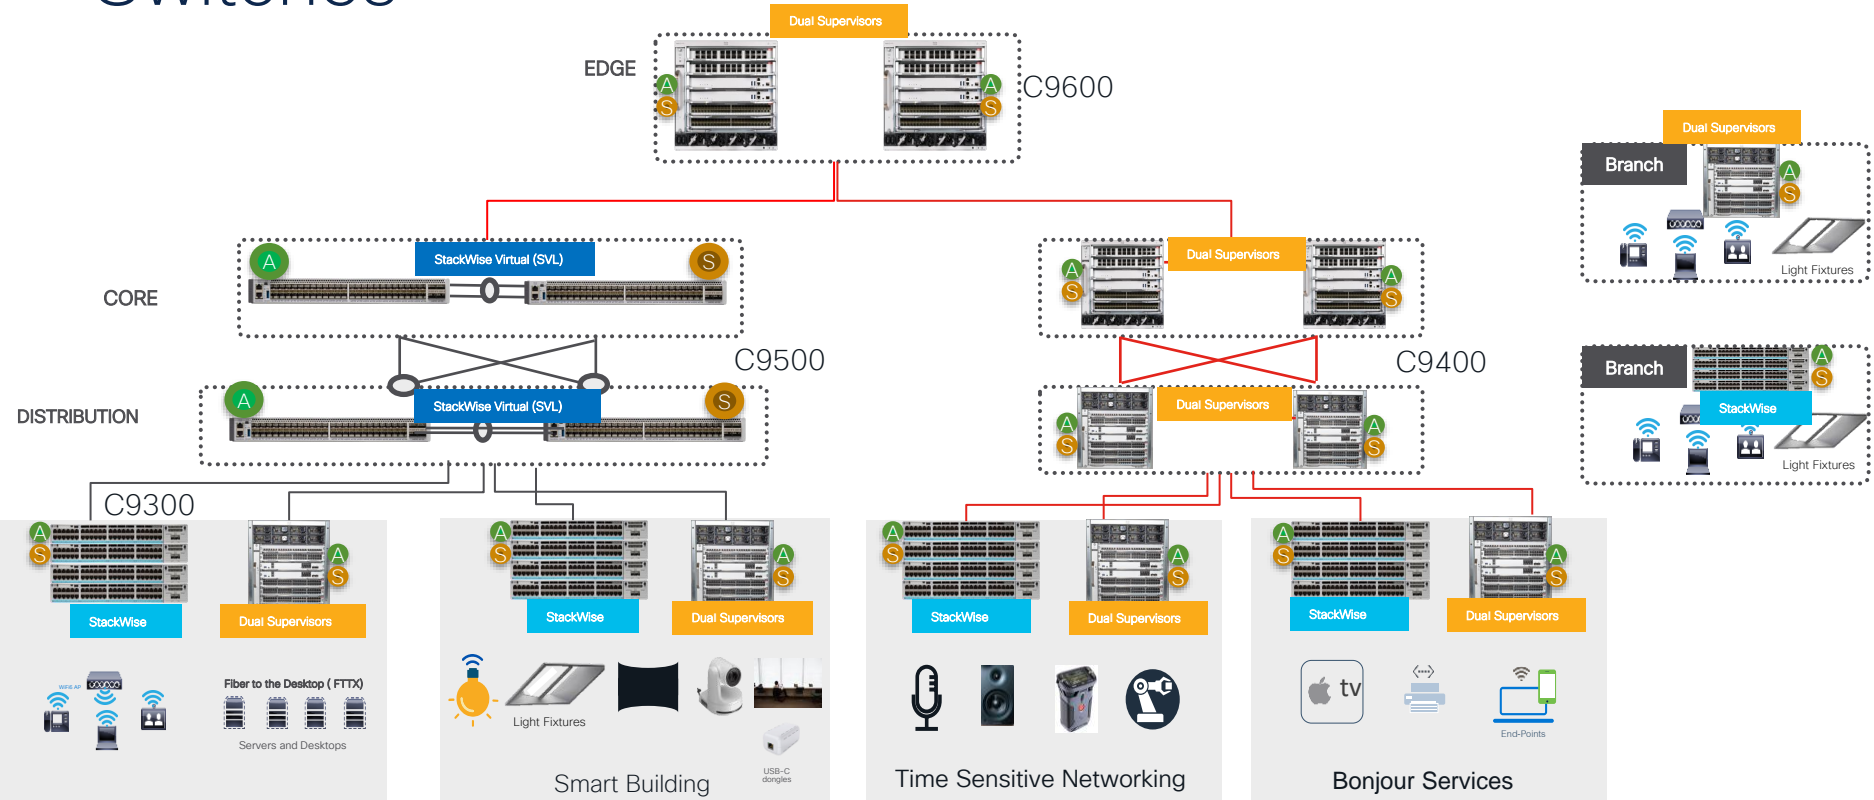 Switches
Dual Supervisors
EDGE
A
S
A
S
C9600
Dual Supervisors
Branch
A
S
Light Fixtures
StackWise Virtual (SVL)
A
S
CORE
Dual Supervisors
A
S
A
S
C9500
C9400
Branch
A
S
StackWise
Light Fixtures
StackWise Virtual (SVL)
A
S
DISTRIBUTION
Dual Supervisors
A
S
A
S
C9300
A
S
StackWise
A
S
Dual Supervisors
WiFi6 AP
Fiber to the Desktop ( FTTX)
Servers and Desktops
A
S
StackWise
A
S
Dual Supervisors
Light Fixtures
USB-C
dongles
Smart Building
A
S
StackWise
A
S
Dual Supervisors
Time Sensitive Networking
A
S
StackWise
A
S
Dual Supervisors
tv
End-Points
Bonjour Services